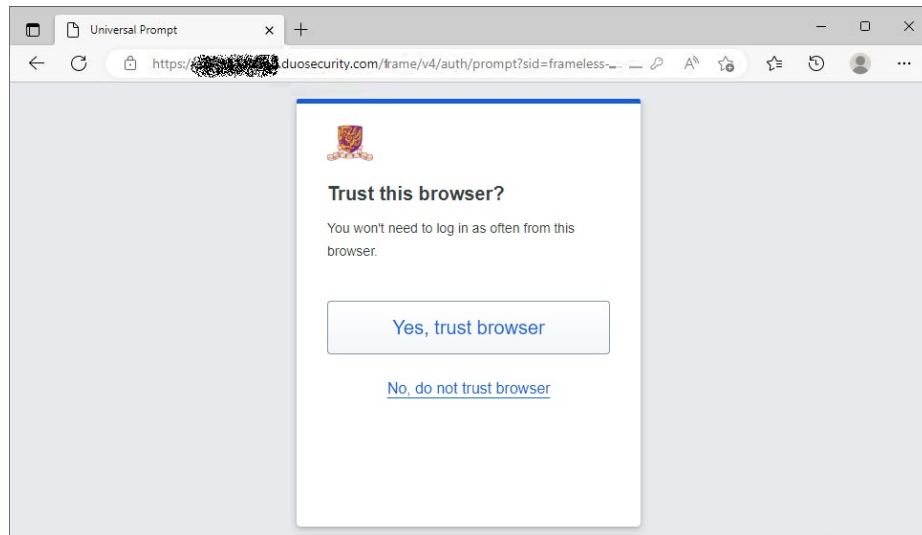 Universal Prompt
https:/ .duosecurity.com/frame/v4/auth/prompt?sid=frameless-
Trust this browser?
You won't need to log in as often from this
browser.
Yes, trust browser
No, do not trust browser